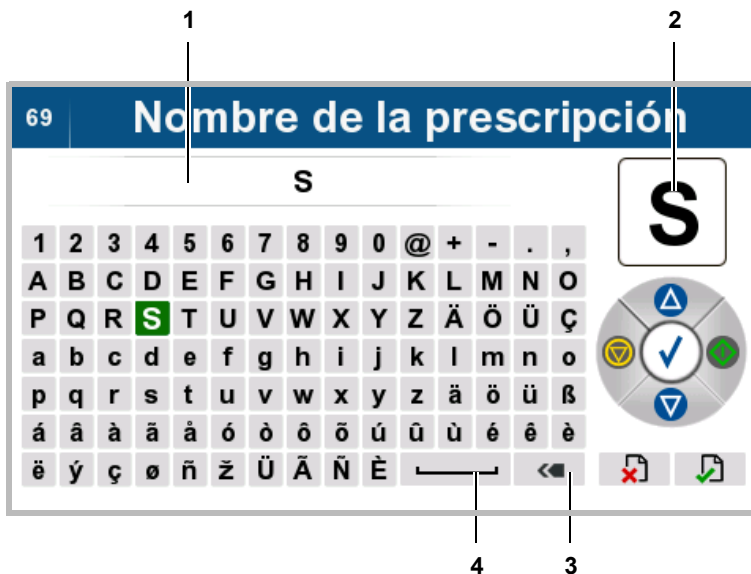 1 2
69 Nombre de la prescripción
S
S
1 2 3 4 5 6 7 8 9 0 @ + - . ,
A B C D E F G H I J K L M N O
P Q R S T U V W X Y Z Ä Ö Ü Ç
a b c d e f g h i j k l m n o
p q r s t u v w x y z ä ö ü ß
á â à ã å ó ò ô õ ú û ù é ê è
ë ý ç ø ñ ž Ü Ã Ñ È
4 3